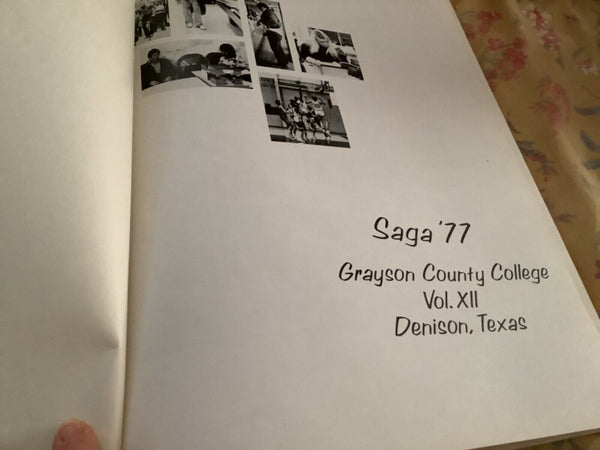 Saga '77
Grayson County College
Vol. XII
Denison, Texas